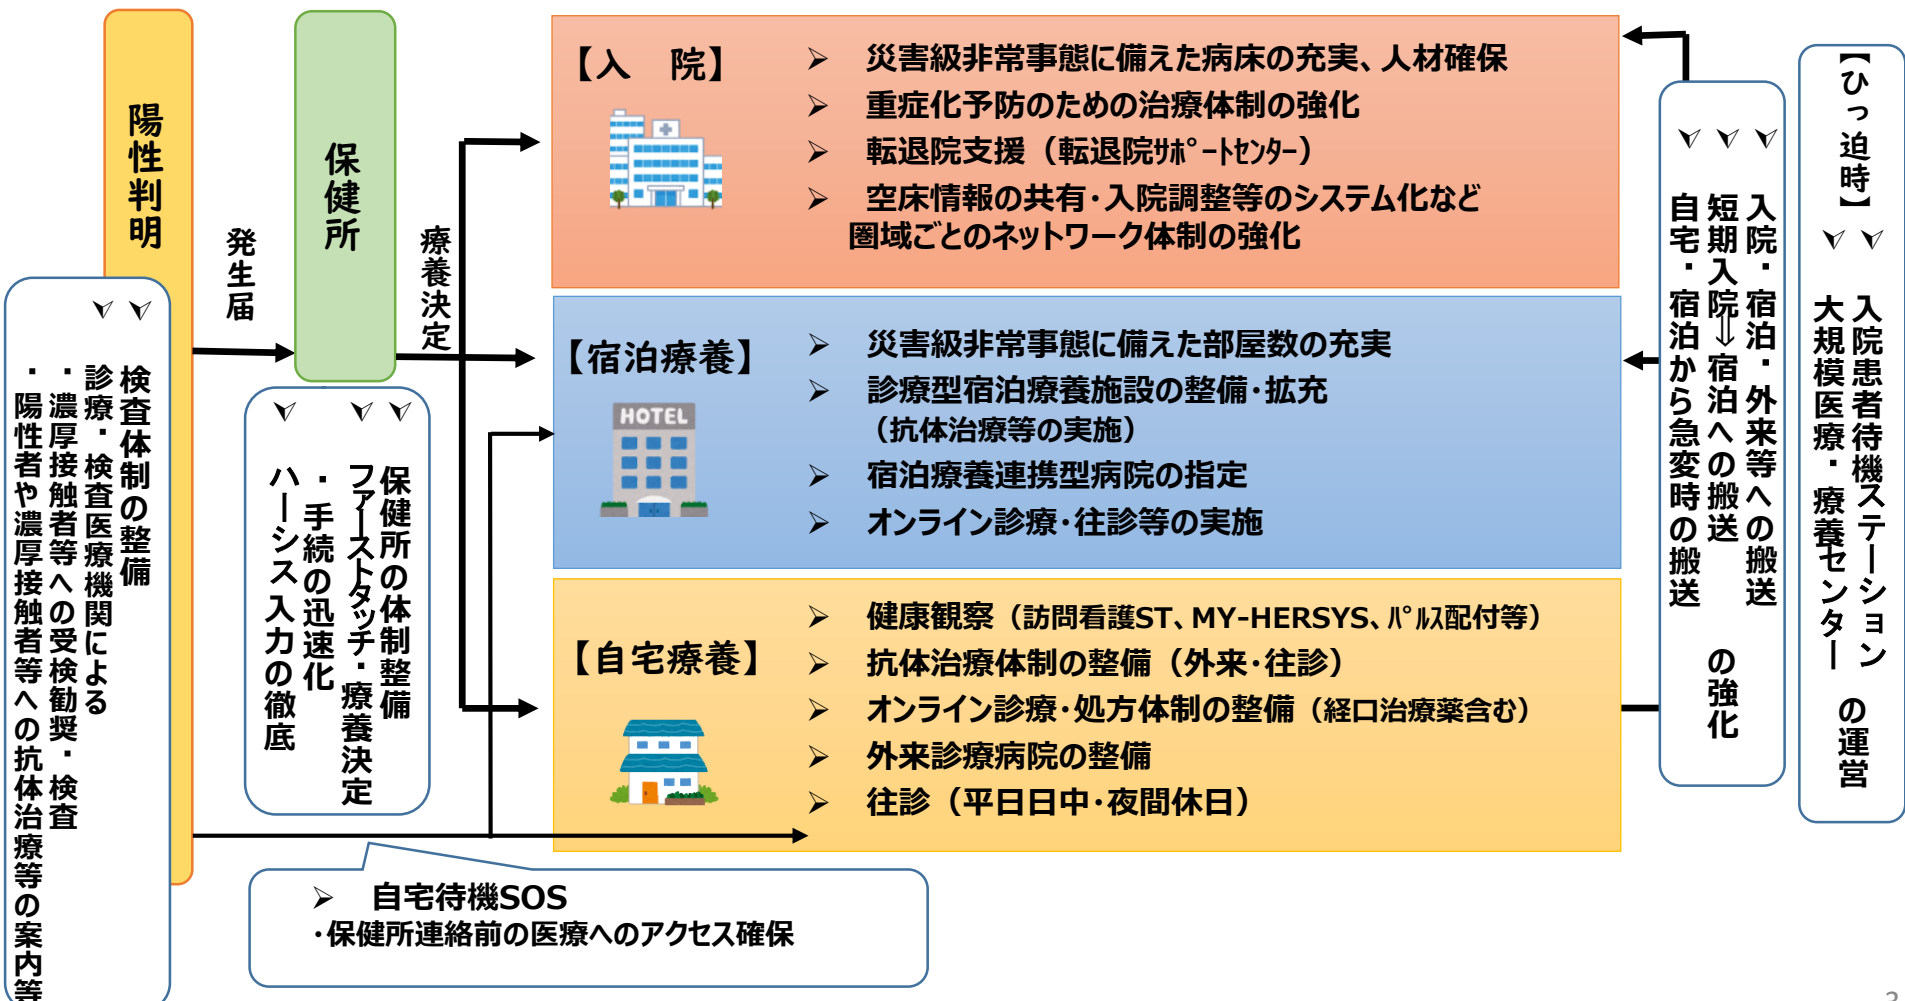 陽性判明
検査体制の整備
診療・検査医療機関による
・濃厚接触者等への受検勧奨・検査
・陽性者や濃厚接触者等への抗体治療等の案内等
発生届
保健所
保健所の体制整備
ファーストタッチ・療養決定
・手続の迅速化
ハーシス入力の徹底
療養決定
【入　院】
➢ 災害級非常事態に備えた病床の充実、人材確保
➢ 重症化予防のための治療体制の強化
➢ 転退院支援（転退院ｻﾎﾟｰﾄｾﾝﾀｰ）
➢ 空床情報の共有・入院調整等のシステム化など
圏域ごとのネットワーク体制の強化
【宿泊療養】
HOTEL
➢ 災害級非常事態に備えた部屋数の充実
➢ 診療型宿泊療養施設の整備・拡充
（抗体治療等の実施）
➢ 宿泊療養連携型病院の指定
➢ オンライン診療・往診等の実施
【自宅療養】
➢ 健康観察（訪問看護ST、MY-HERSYS、ﾊﾟﾙｽ配付等）
➢ 抗体治療体制の整備（外来・往診）
➢ オンライン診療・処方体制の整備（経口治療薬含む）
➢ 外来診療病院の整備
➢ 往診（平日日中・夜間休日）
➢ 自宅待機SOS
・保健所連絡前の医療へのアクセス確保
入院・宿泊・外来等への搬送
短期入院⇒宿泊への搬送
自宅・宿泊から急変時の搬送
の強化
【ひっ迫時】
入院患者待機ステーション
大規模医療・療養センター
の運営